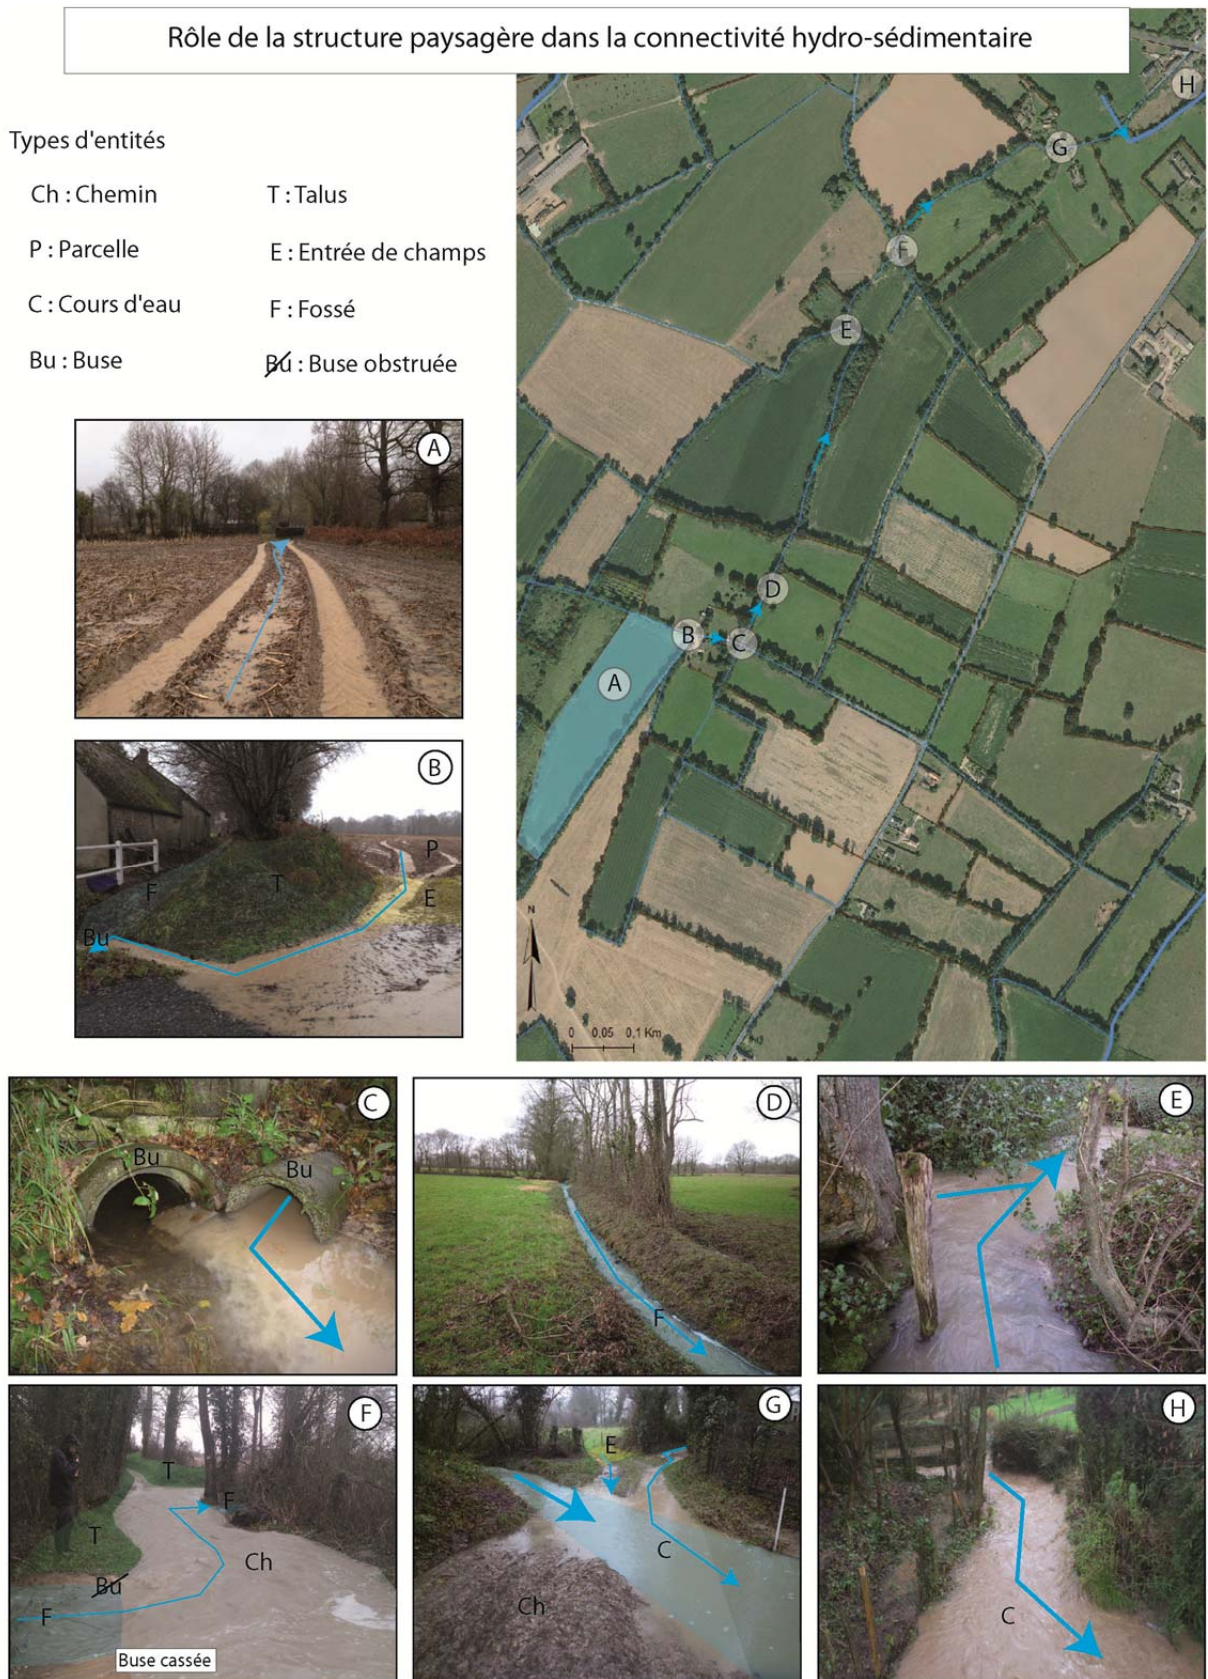 Rôle de la structure paysagère dans la connectivité hydro-sédimentaire
Types d'entités
Ch : Chemin
T : Talus
P : Parcelle
E : Entrée de champs
C : Cours d'eau
F : Fossé
Bu : Buse
Bu : Buse obstruée
H
G
F
E
D
B
C
A
N
0 0,05 0,1 Km
A
B
P
F
T
E
Bu
C
Bu
Bu
D
F
E
F
T
F
T
Ch
Bu
F
Buse cassée
G
E
C
Ch
H
C